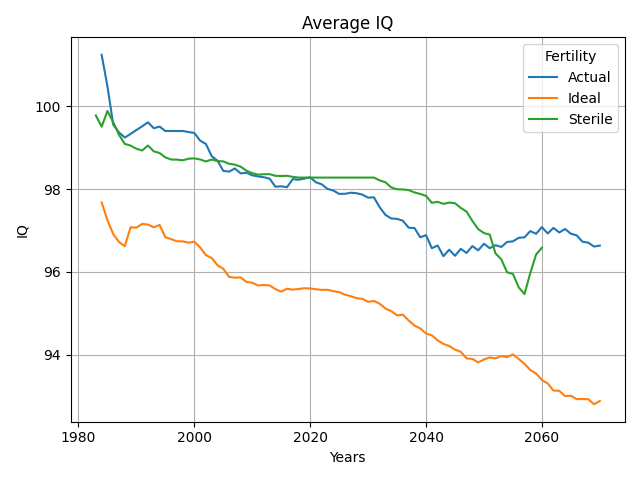 Average IQ
Fertility
Actual
Ideal
Sterile
IQ
100
98
96
94
1980
2000
2020
2040
2060
Years